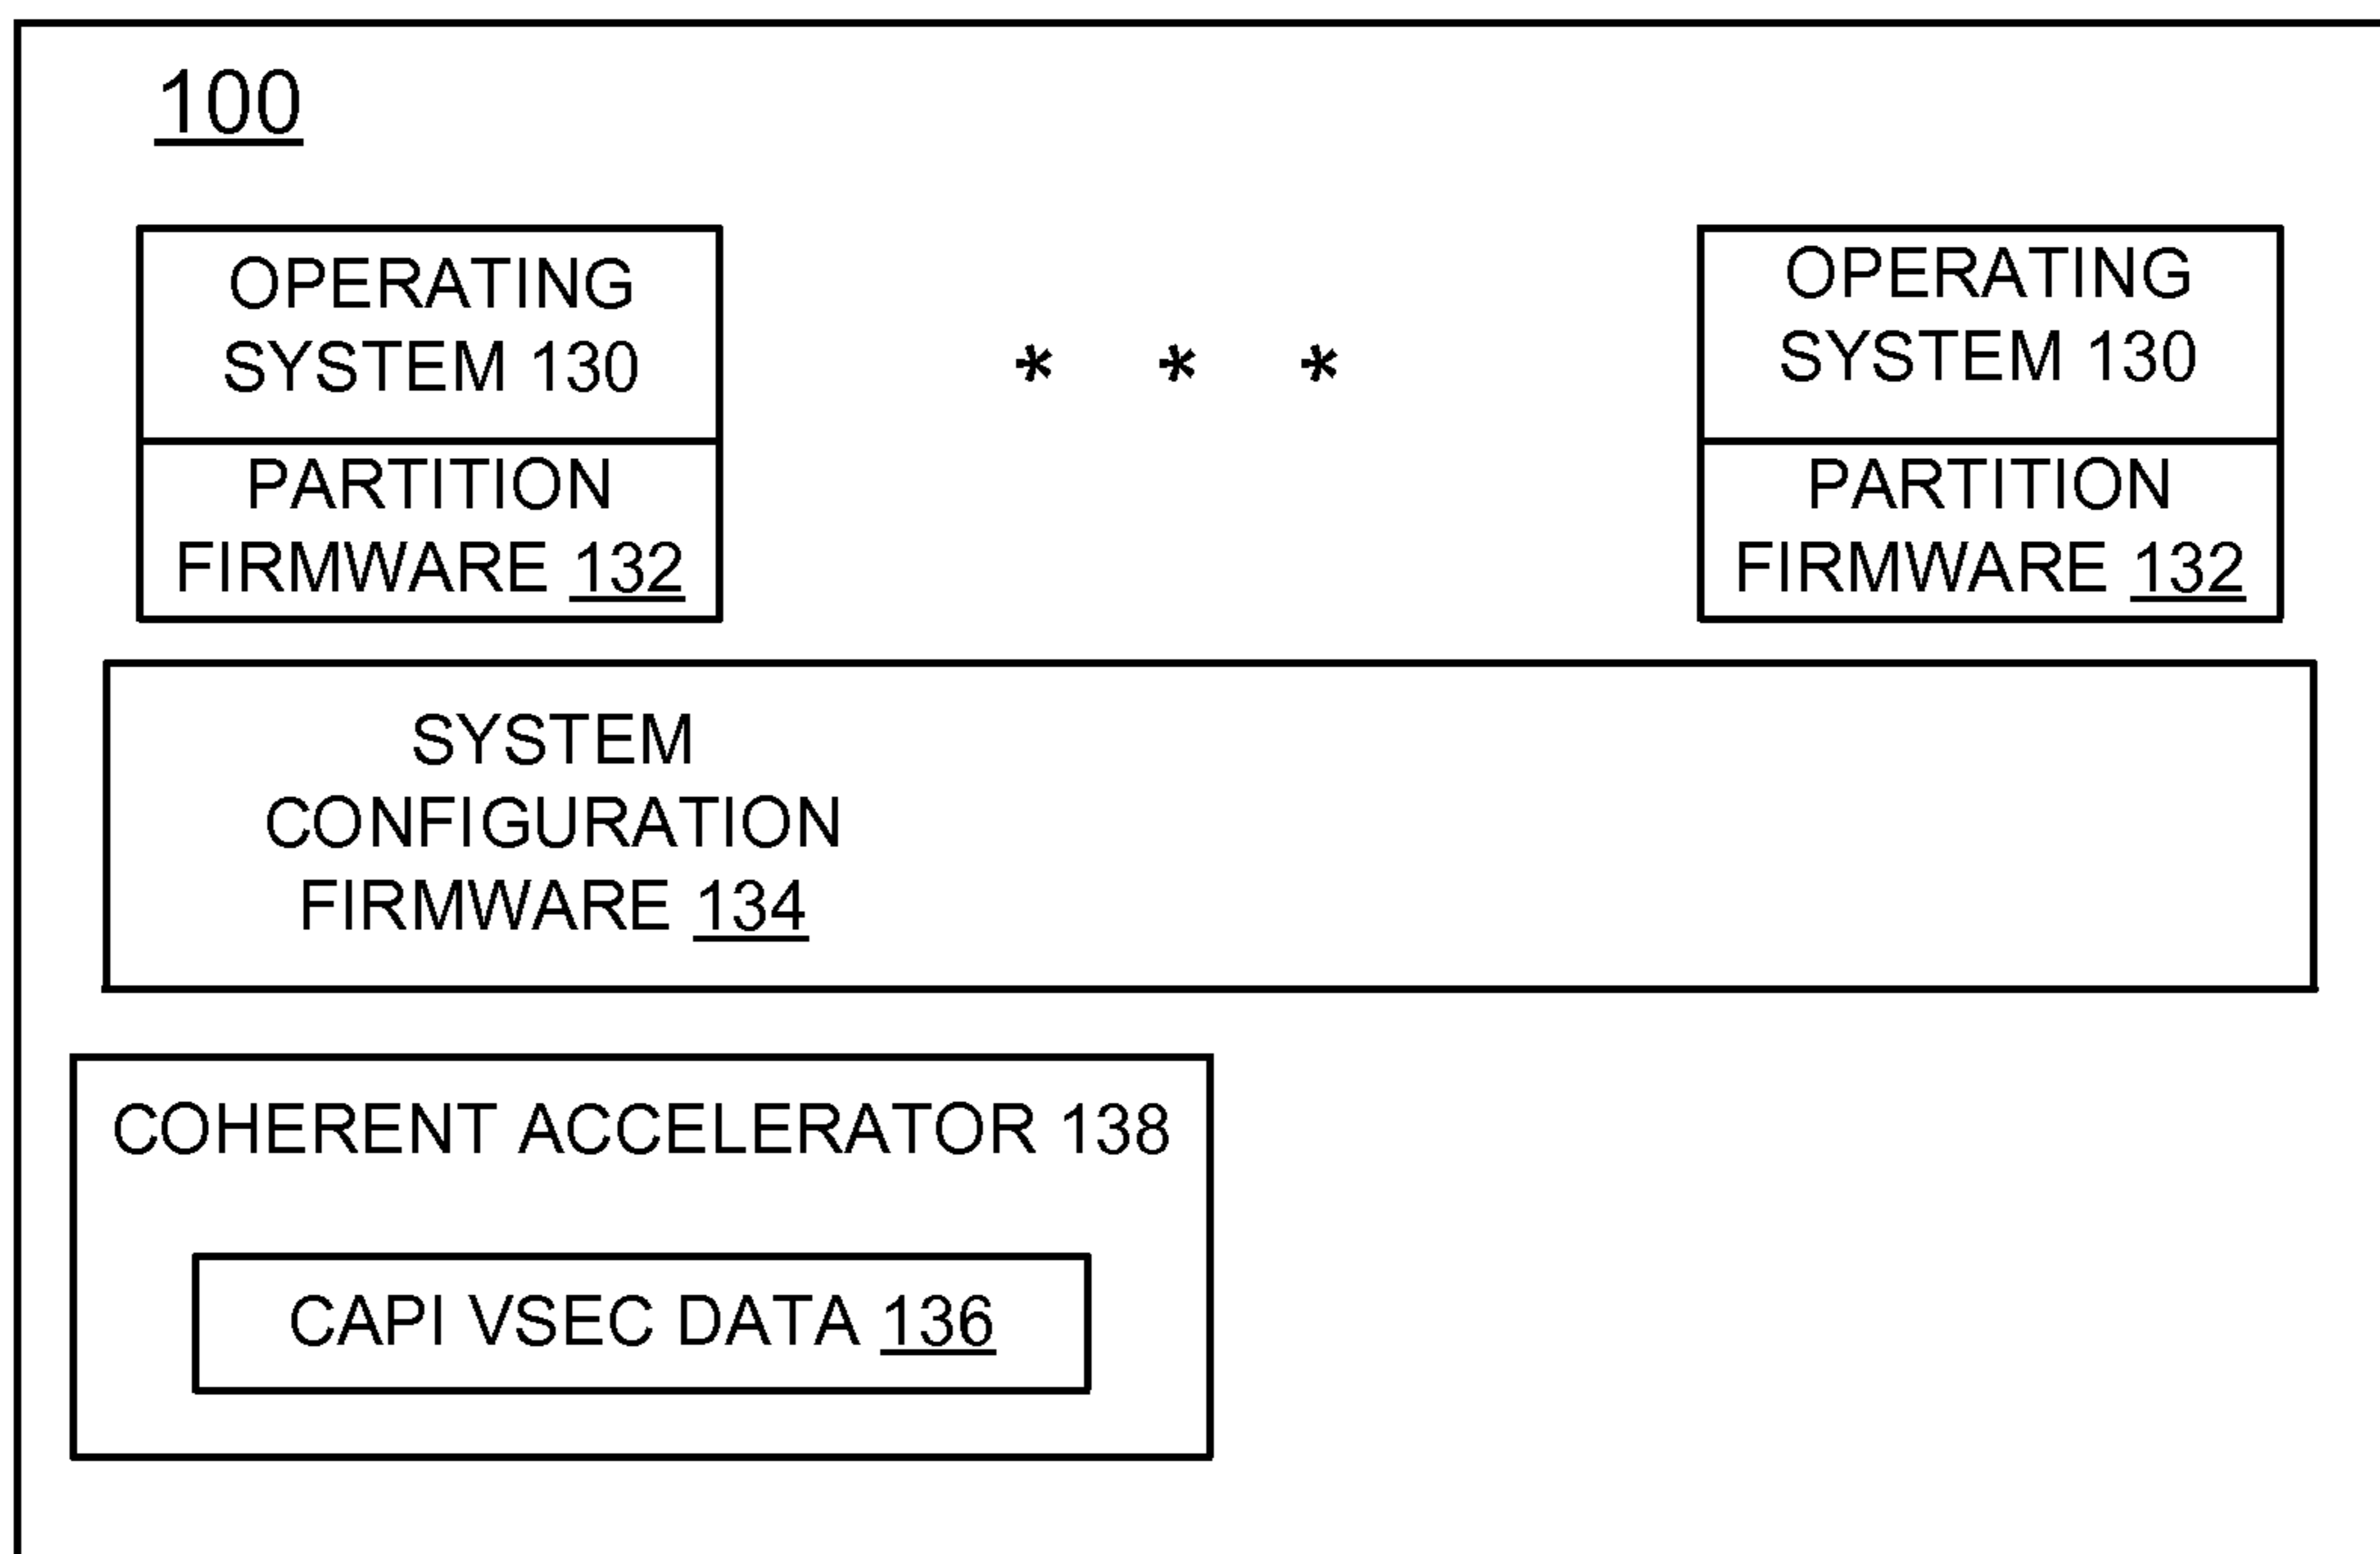 100
OPERATING
SYSTEM 130
PARTITION
FIRMWARE 132
* * *
OPERATING
SYSTEM 130
PARTITION
FIRMWARE 132
SYSTEM
CONFIGURATION
FIRMWARE 134
COHERENT ACCELERATOR 138
CAPI VSEC DATA 136